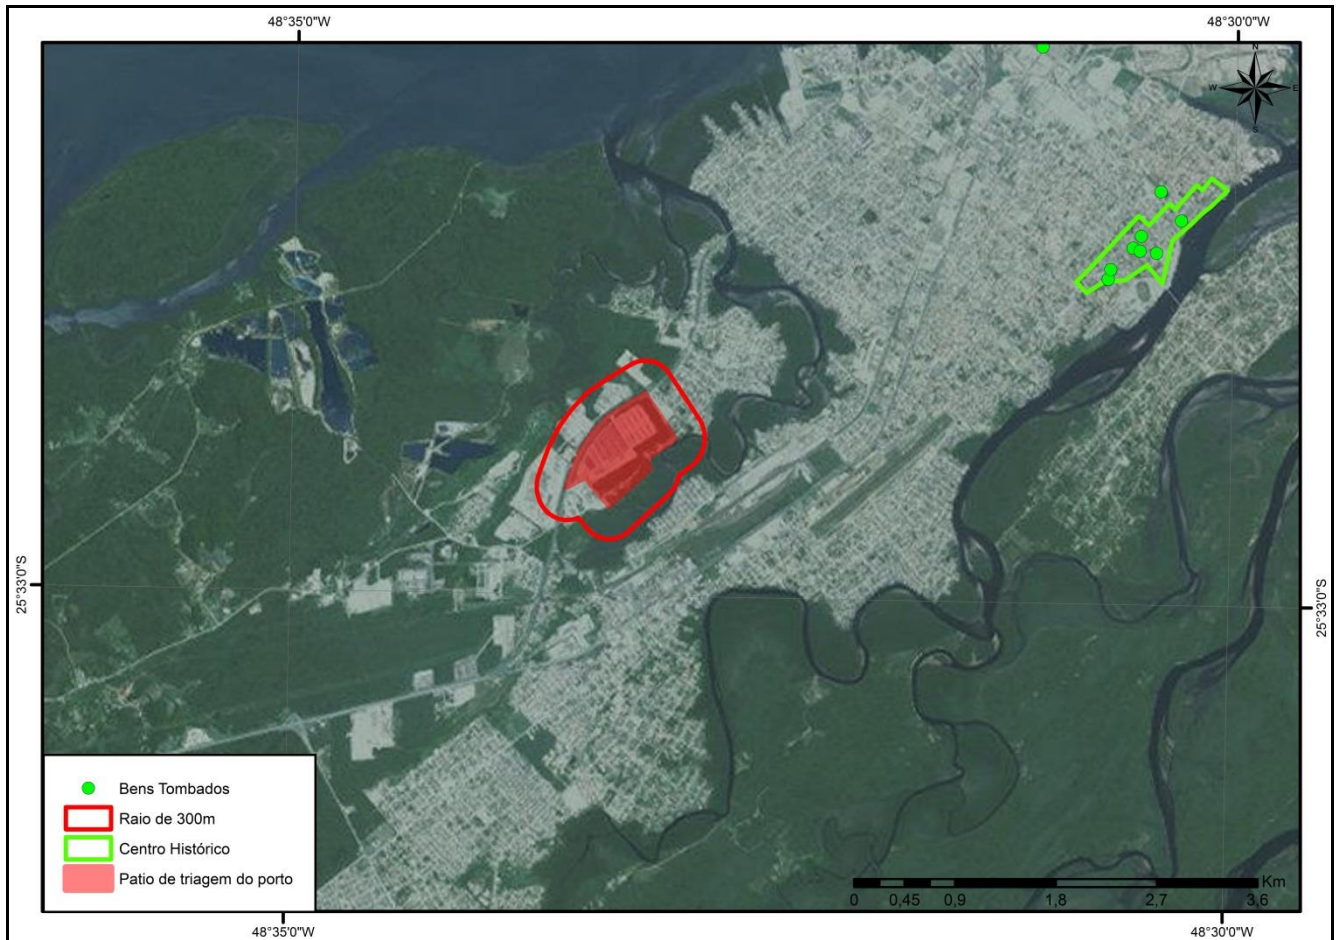 48°35'0"W
48°30'0"W
N
W
E
S
25°33'0"S
25°33'0"S
Bens Tombados
Raio de 300m
Centro Histórico
Patio de triagem do porto
Km
0 0,45 0,9 1,8 2,7 3,6
48°35'0"W
48°30'0"W